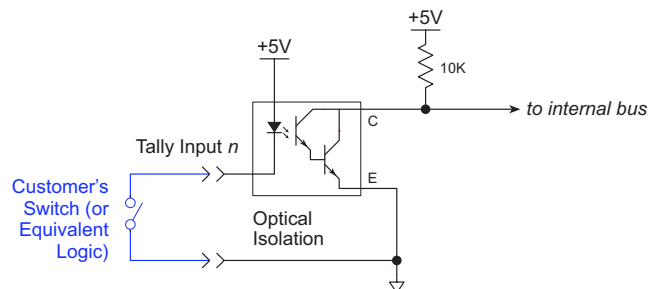 +5V
+5V
10K
C
to internal bus
Tally Input n
E
Customer's
Switch (or
Equivalent
Logic)
Optical
Isolation